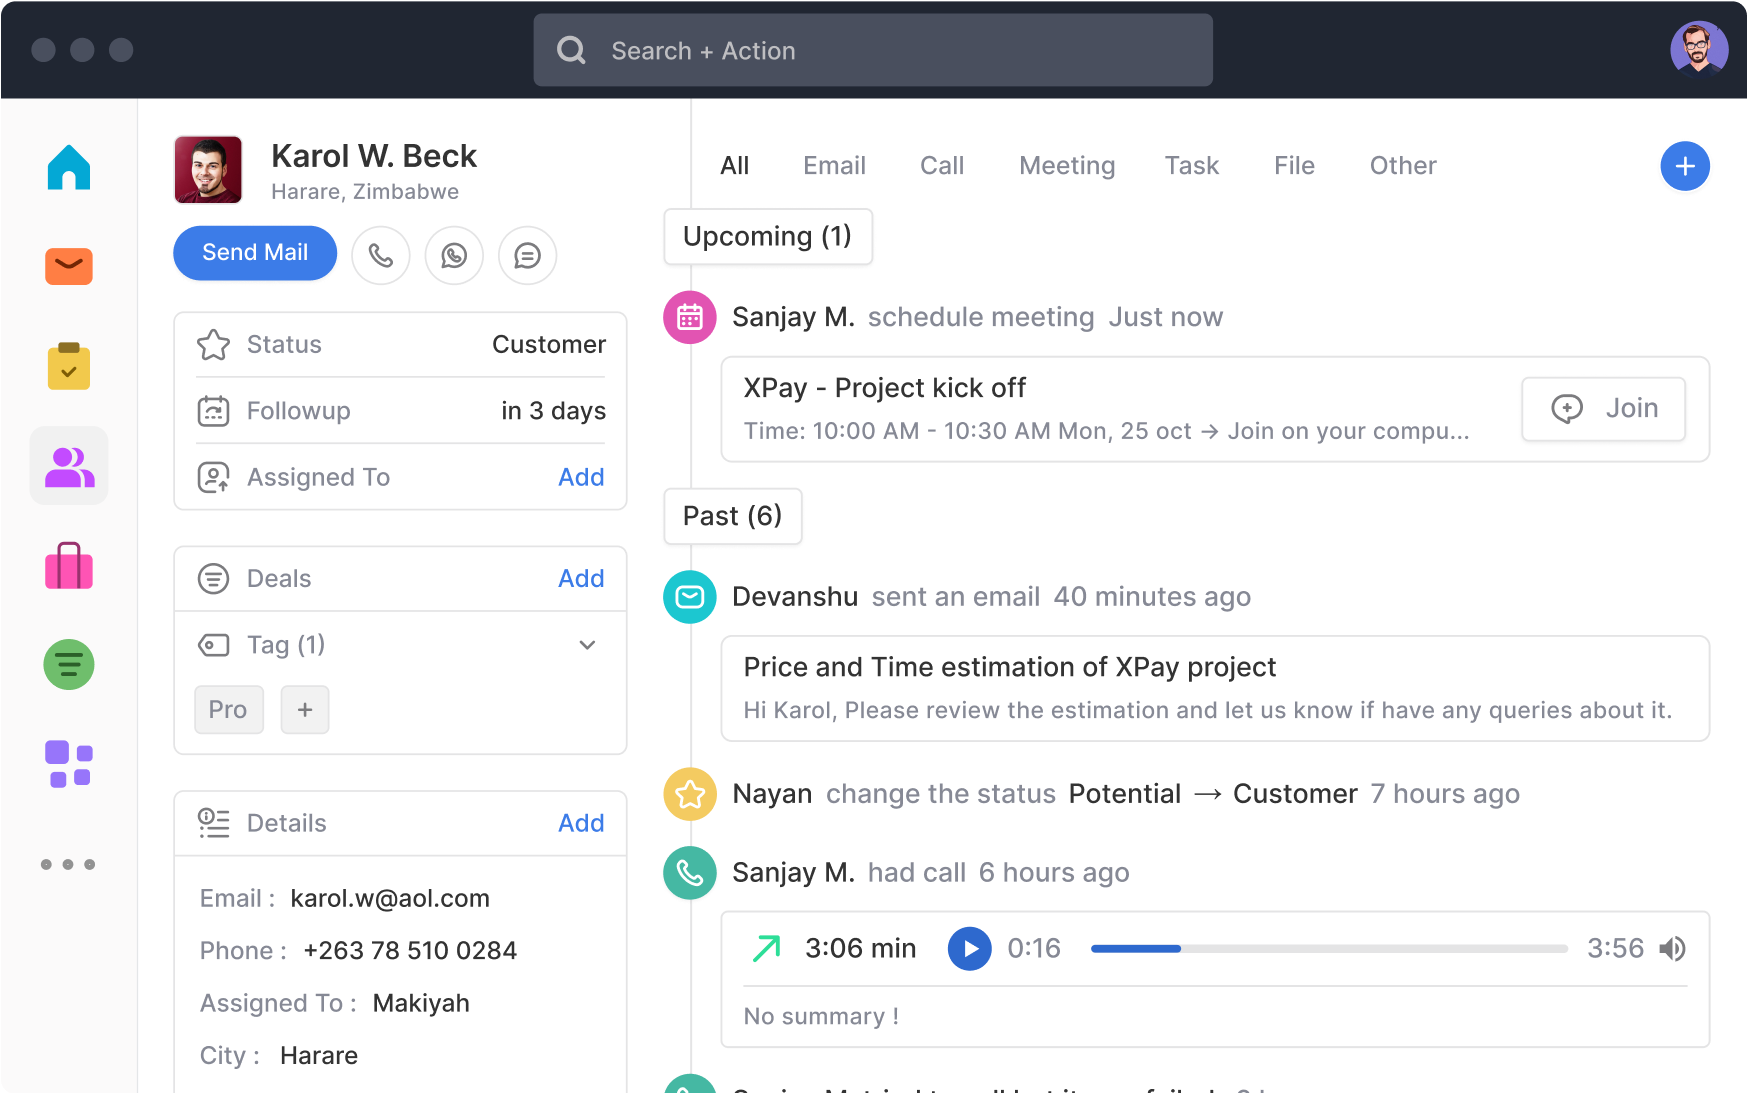 Search + Action
Karol W. Beck
Harare, Zimbabwe
Send Mail
Status Customer
Followup in 3 days
Assigned To Add
Deals Add
Tag (1)
Pro +
Details Add
Email : karol.w@aol.com
Phone : +263 78 510 0284
Assigned To : Makiyah
City : Harare
All Email Call Meeting Task File Other
Upcoming (1)
Sanjay M. schedule meeting Just now
XPay - Project kick off
Time: 10:00 AM - 10:30 AM Mon, 25 oct → Join on your compu...
Join
Past (6)
Devanshu sent an email 40 minutes ago
Price and Time estimation of XPay project
Hi Karol, Please review the estimation and let us know if have any queries about it.
Nayan change the status Potential → Customer 7 hours ago
Sanjay M. had call 6 hours ago
3:06 min 0:16 3:56
No summary !